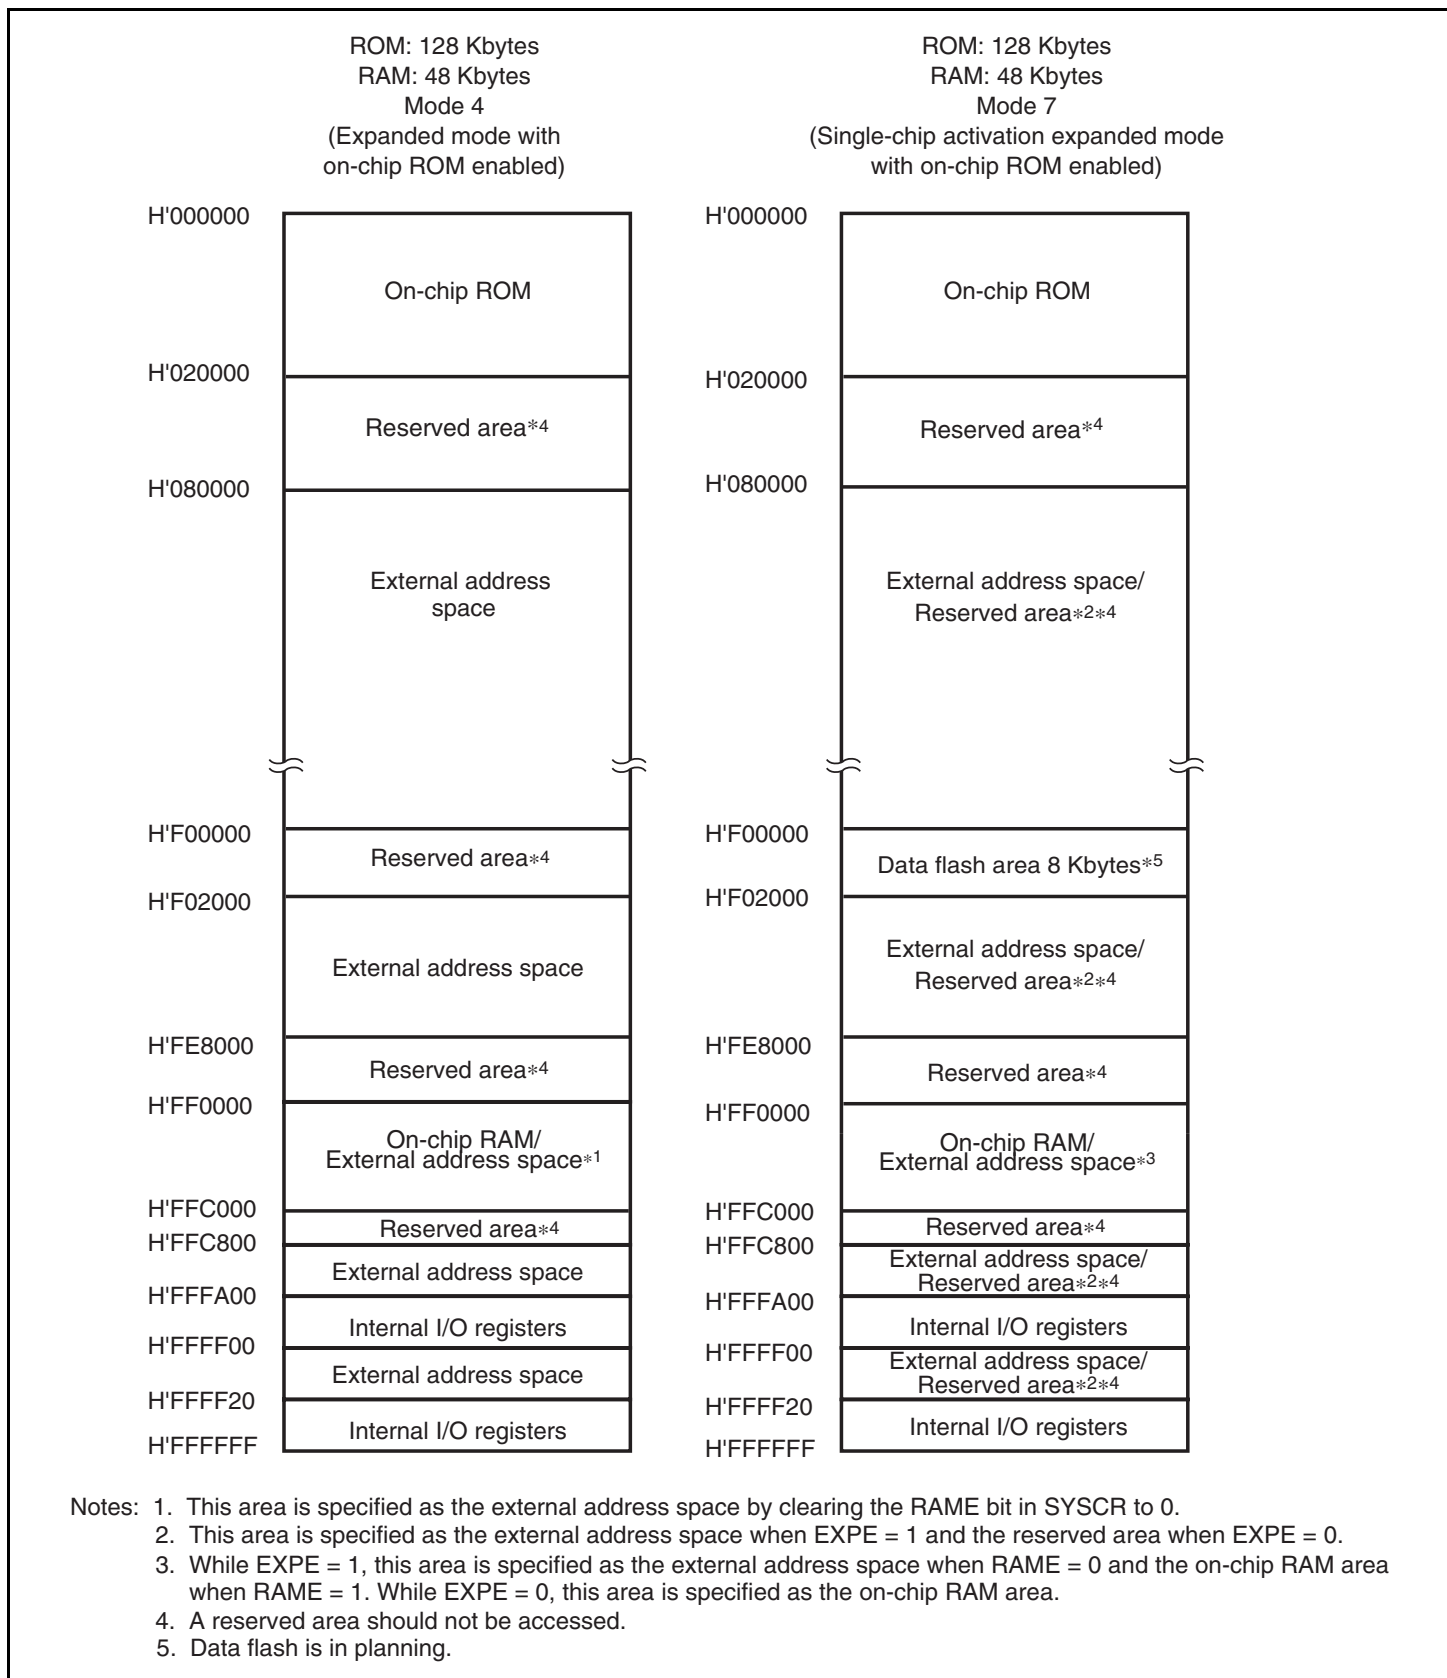 ROM: 128 Kbytes
RAM: 48 Kbytes
Mode 4
(Expanded mode with
on-chip ROM enabled)
H'000000
On-chip ROM
H'020000
Reserved area*4
H'080000
External address
space
H'F00000
Reserved area*4
H'F02000
External address space
H'FE8000
Reserved area*4
H'FF0000
On-chip RAM/
External address space*1
H'FFC000
Reserved area*4
H'FFC800
External address space
H'FFFA00
Internal I/O registers
H'FFFF00
External address space
H'FFFF20
Internal I/O registers
H'FFFFFF
ROM: 128 Kbytes
RAM: 48 Kbytes
Mode 7
(Single-chip activation expanded mode
with on-chip ROM enabled)
H'000000
On-chip ROM
H'020000
Reserved area*4
H'080000
External address space/
Reserved area*2*4
H'F00000
Data flash area 8 Kbytes*5
H'F02000
External address space/
Reserved area*2*4
H'FE8000
Reserved area*4
H'FF0000
On-chip RAM/
External address space*3
H'FFC000
Reserved area*4
H'FFC800
External address space/
Reserved area*2*4
H'FFFA00
Internal I/O registers
H'FFFF00
External address space/
Reserved area*2*4
H'FFFF20
Internal I/O registers
H'FFFFFF
Notes: 1. This area is specified as the external address space by clearing the RAME bit in SYSCR to 0.
2. This area is specified as the external address space when EXPE = 1 and the reserved area when EXPE = 0.
3. While EXPE = 1, this area is specified as the external address space when RAME = 0 and the on-chip RAM area
when RAME = 1. While EXPE = 0, this area is specified as the on-chip RAM area.
4. A reserved area should not be accessed.
5. Data flash is in planning.